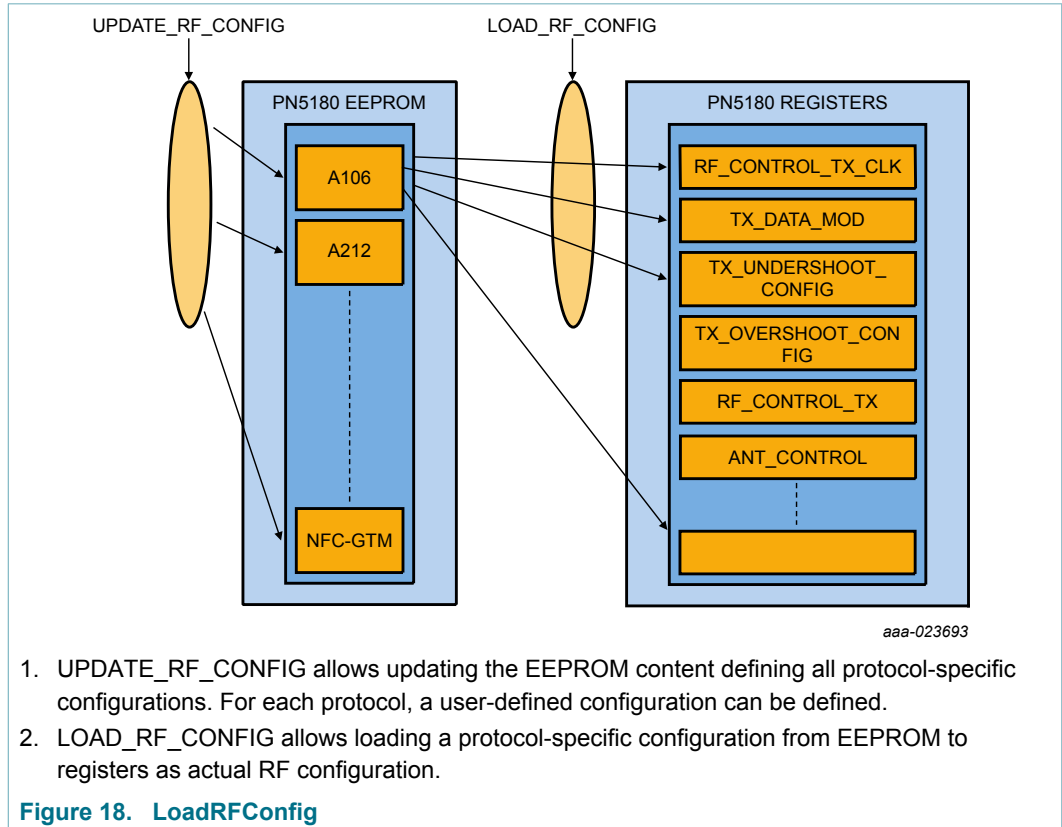 UPDATE_RF_CONFIG
LOAD_RF_CONFIG
PN5180 EEPROM
A106
A212
NFC-GTM
PN5180 REGISTERS
RF_CONTROL_TX_CLK
TX_DATA_MOD
TX_UNDERSHOOT_
CONFIG
TX_OVERSHOOT_CON
FIG
RF_CONTROL_TX
ANT_CONTROL
aaa-023693
1. UPDATE_RF_CONFIG allows updating the EEPROM content defining all protocol-specific
configurations. For each protocol, a user-defined configuration can be defined.
2. LOAD_RF_CONFIG allows loading a protocol-specific configuration from EEPROM to
registers as actual RF configuration.
Figure 18. LoadRFConfig